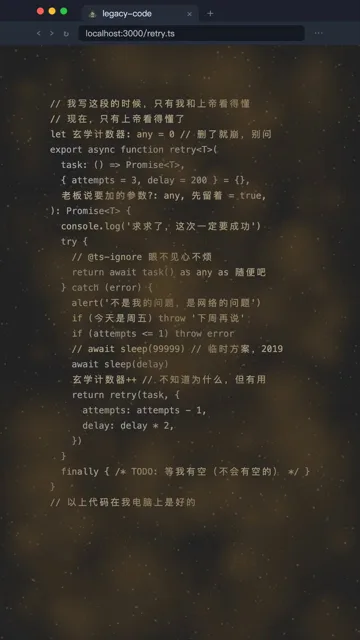 legacy-code
localhost:3000/retry.ts
// 我写这段的时候，只有我和上帝看得懂
// 现在，只有上帝看得懂了
let 玄学计数器: any = 0 // 删了就崩，别问
export async function retry<T>(
task: () => Promise<T>,
{ attempts = 3, delay = 200 } = {},
老板说要加的参数?: any, 先留着 = true,
): Promise<T> {
console.log('求求了，这次一定要成功')
try {
// @ts-ignore 眼不见心不烦
return await task() as any as 随便吧
} catch (error) {
alert('不是我的问题，是网络的问题')
if (今天是周五) throw '下周再说'
if (attempts <= 1) throw error
// await sleep(99999) // 临时方案，2019
await sleep(delay)
玄学计数器++ // 不知道为什么，但有用
return retry(task, {
attempts: attempts - 1,
delay: delay * 2,
})
}
finally { /* TODO: 等我有空（不会有空的） */ }
}
// 以上代码在我电脑上是好的